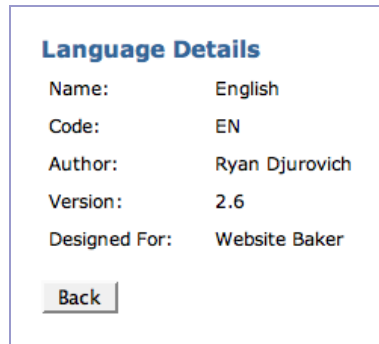 Language Details
Name: English
Code: EN
Author: Ryan Djurovich
Version: 2.6
Designed For: Website Baker
Back